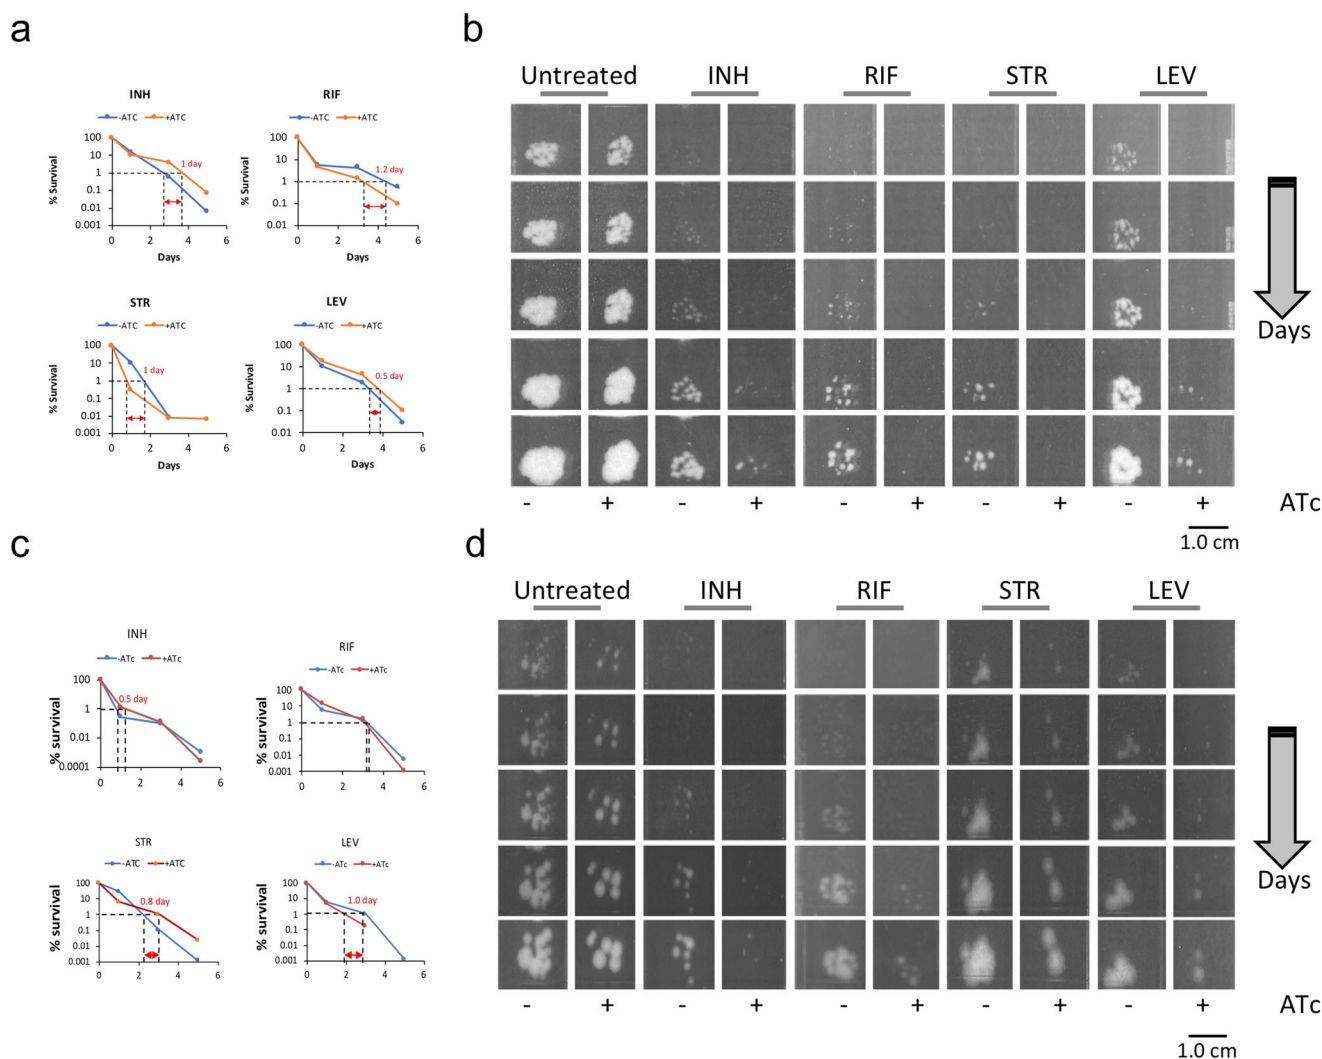 a
INH
-ATC +ATC
% Survival
100
10
1
0.1
0.01
0.001
1 day
0 2 4 6
Days
RIF
-ATC +ATC
% Survival
100
10
1
0.1
0.01
1.2 day
0 2 4 6
Days
STR
-ATC +ATC
% Survival
100
10
1
0.1
0.01
0.001
1 day
0 2 4 6
Days
LEV
-ATC +ATC
% Survival
100
10
1
0.1
0.01
0.5 day
0 2 4 6
Days
b
Untreated INH RIF STR LEV
Days
- + - + - + - + - + ATc
1.0 cm
c
INH
-ATc +ATc
% survival
100
1
0.01
0.0001
0.5 day
0 2 4 6
RIF
-ATc +ATc
% survival
100
10
1
0.1
0.01
0.001
0 2 4 6
STR
-ATC +ATC
% survival
100
10
1
0.1
0.01
0.001
0.8 day
0 2 4 6
LEV
-ATc +ATc
% survival
100
10
1
0.1
0.01
0.001
1.0 day
0 2 4 6
d
Untreated INH RIF STR LEV
Days
- + - + - + - + - + ATc
1.0 cm